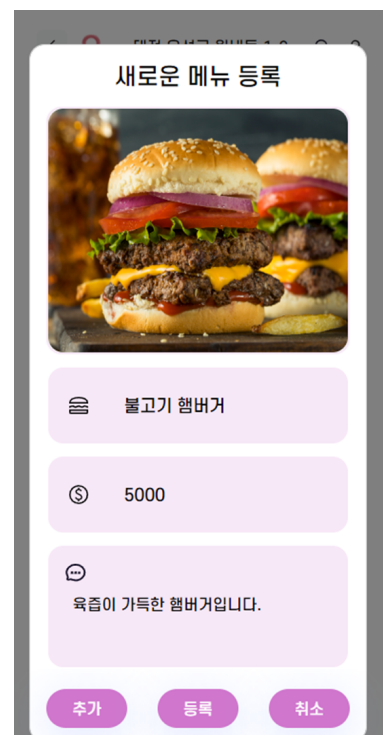 새로운 메뉴 등록
불고기 햄버거
5000
육즙이 가득한 햄버거입니다.
추가 등록 취소